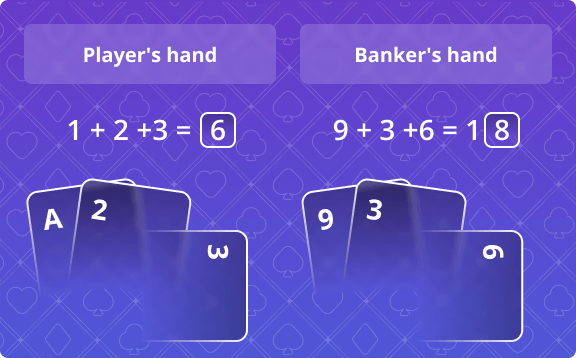 Player's hand
1 + 2 +3 = 6
A
2
3
Banker's hand
9 + 3 +6 = 18
9
3
6